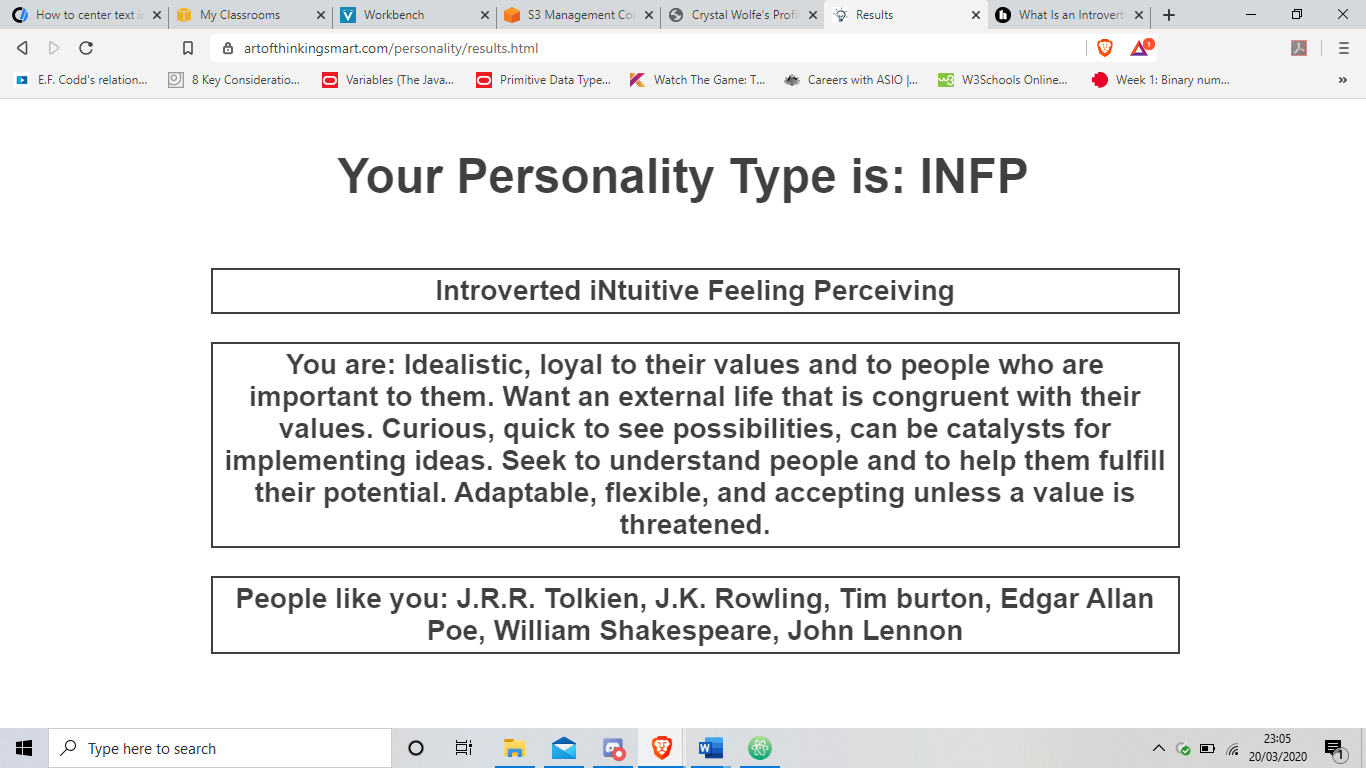 How to center text i
My Classrooms
Workbench
S3 Management Co
Crystal Wolfe's Profi
Results
What Is an Introvert
artofthinkingsmart.com/personality/results.html
1
E.F. Codd's relation...
8 Key Consideratio...
Variables (The Java...
Primitive Data Type...
Watch The Game: T...
Careers with ASIO |...
W3Schools Online...
Week 1: Binary num...
Your Personality Type is: INFP
Introverted iNtuitive Feeling Perceiving
You are: Idealistic, loyal to their values and to people who are
important to them. Want an external life that is congruent with their
values. Curious, quick to see possibilities, can be catalysts for
implementing ideas. Seek to understand people and to help them fulfill
their potential. Adaptable, flexible, and accepting unless a value is
threatened.
People like you: J.R.R. Tolkien, J.K. Rowling, Tim burton, Edgar Allan
Poe, William Shakespeare, John Lennon
Type here to search
23:05
20/03/2020
1